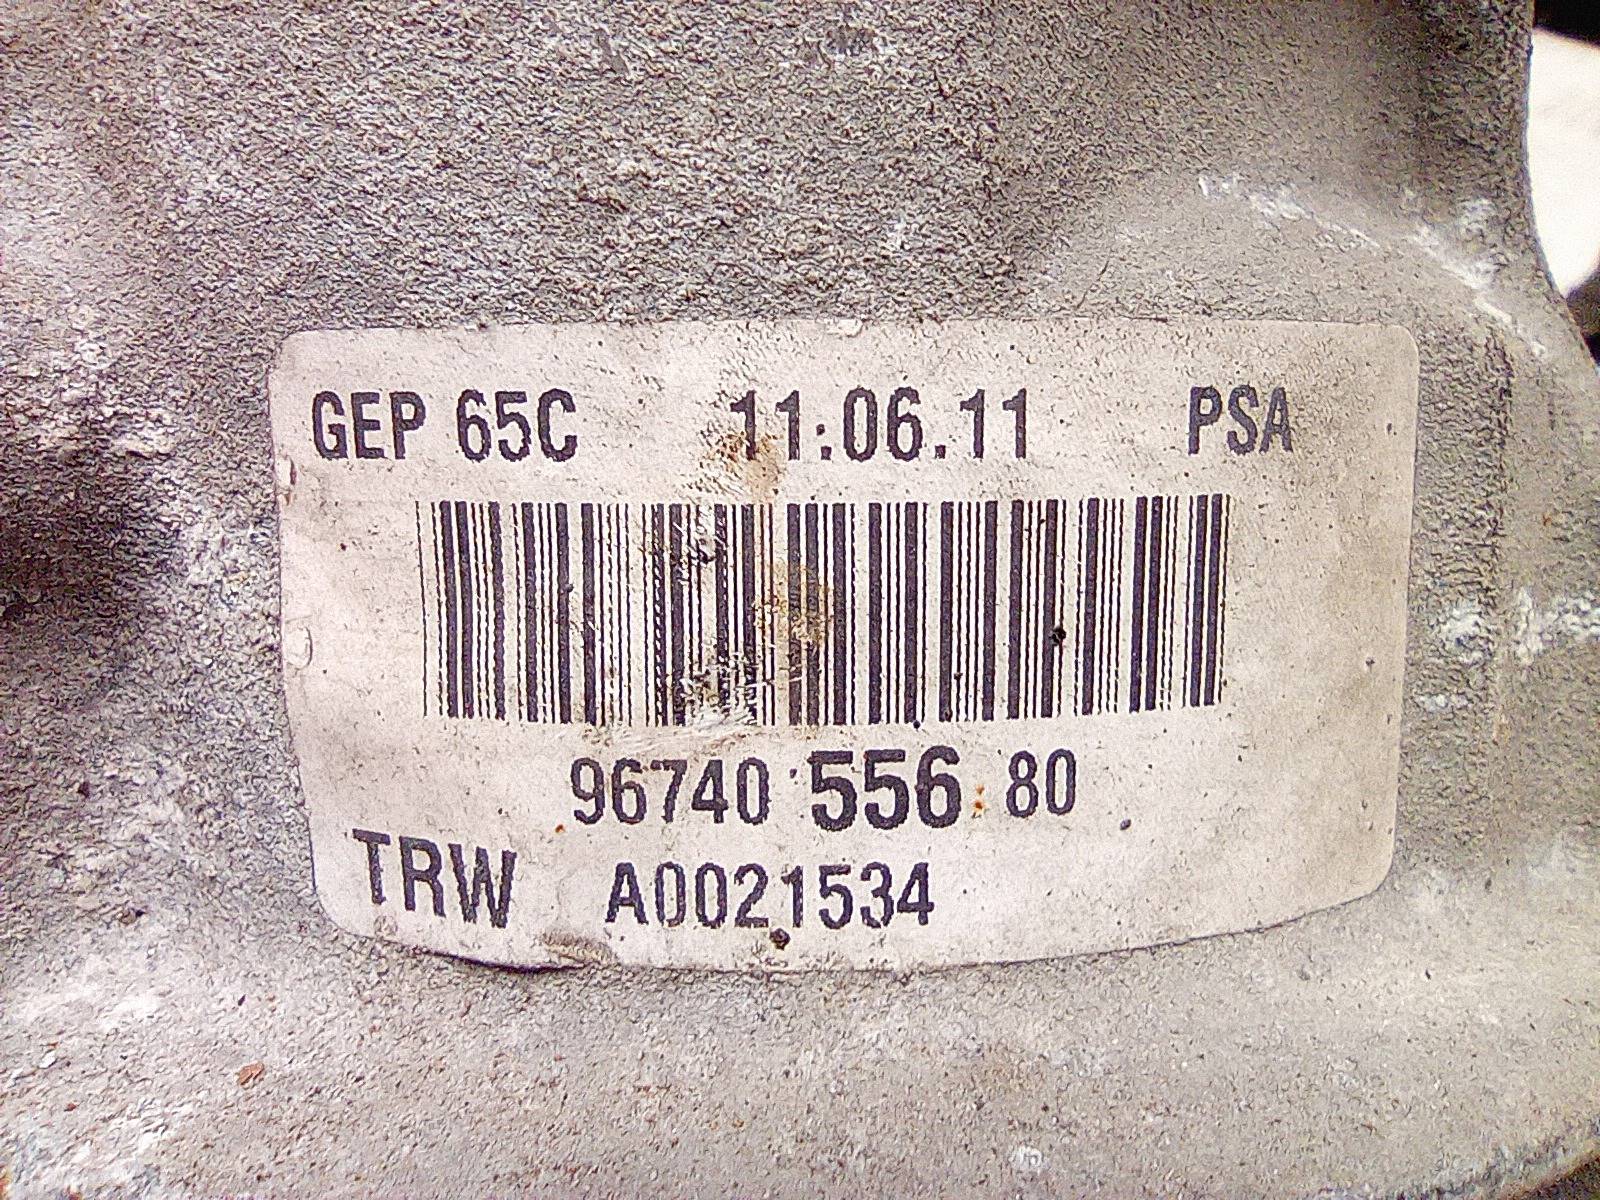 GEP 65C 11.06.11 PSA
96740 556 80
TRW A0021534